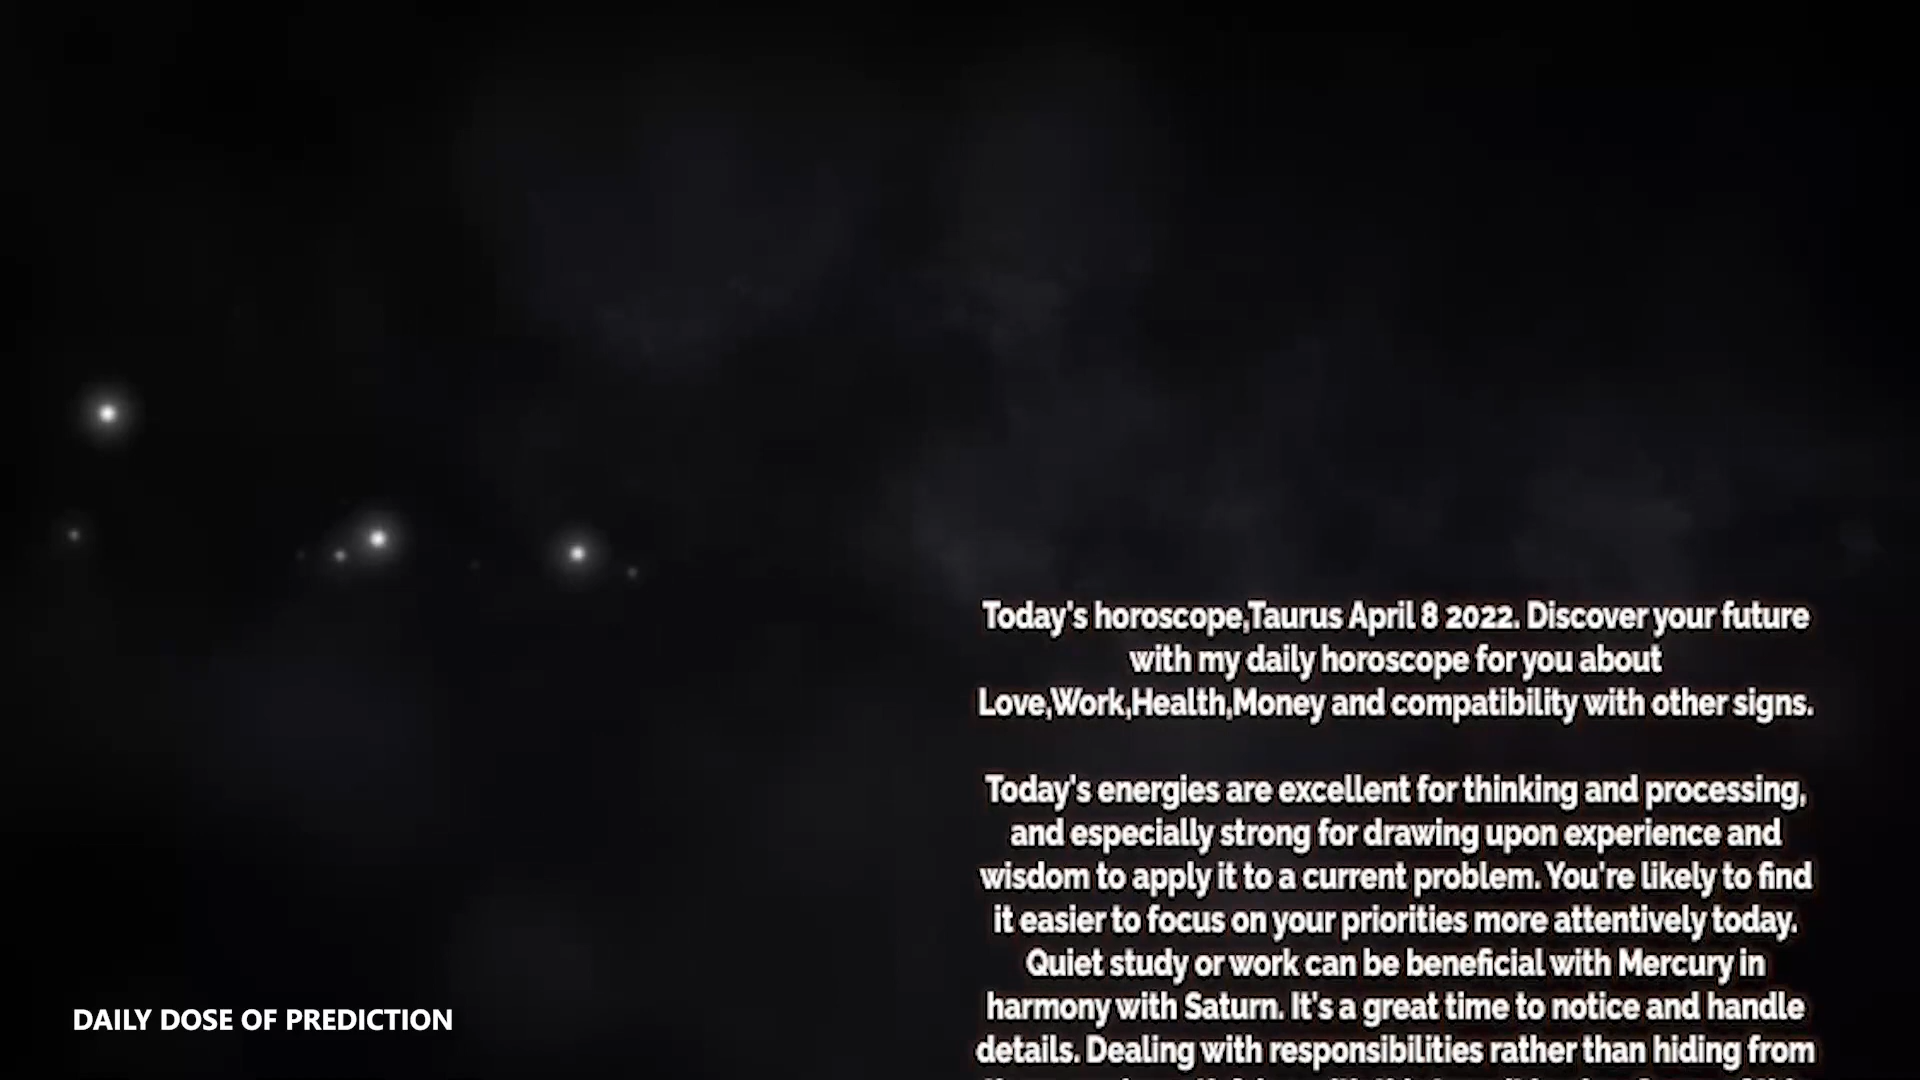 Today's horoscope,Taurus April 8 2022. Discover your future
with my daily horoscope for you about
Love,Work,Health,Money and compatibility with other signs.
Today's energies are excellent for thinking and processing,
and especially strong for drawing upon experience and
wisdom to apply it to a current problem. You're likely to find
it easier to focus on your priorities more attentively today.
Quiet study or work can be beneficial with Mercury in
harmony with Saturn. It's a great time to notice and handle
details. Dealing with responsibilities rather than hiding from
DAILY DOSE OF PREDICTION